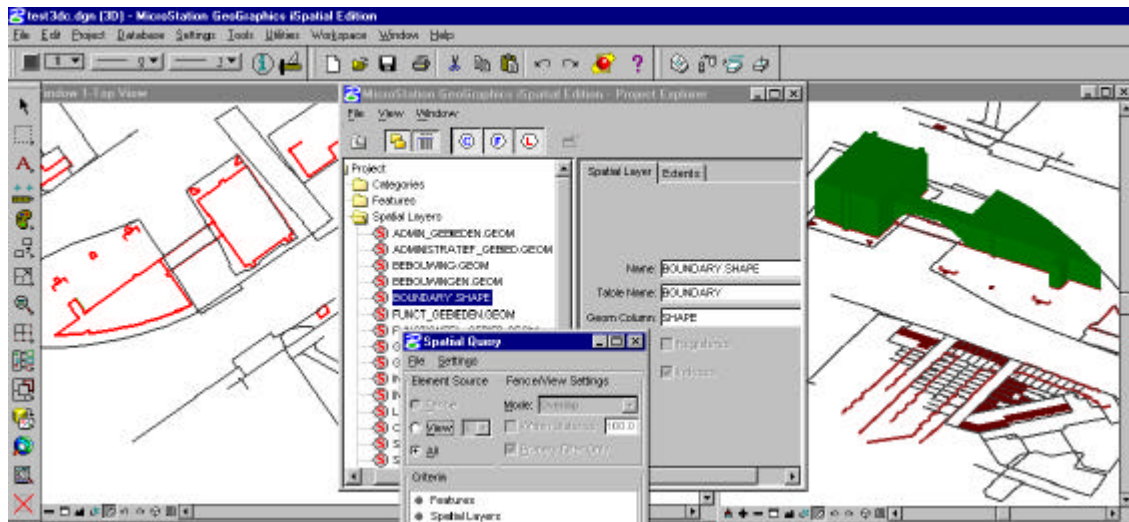 test3dc.dgn (3D) - MicroStation GeoGraphics iSpatial Edition
File Edit Project Database Settings Tools Utilities Workspace Window Help
1
Window 1-Top View
MicroStation GeoGraphics iSpatial Edition - Project Explorer
File View Window
Project
Categories
Features
Spatial Layers
ADMIN_GEBIEDEN.GEOM
ADMINISTRATIEF_GEBIED.GEOM
BEBOUWING.GEOM
BEBOUWINGEN.GEOM
BOUNDARY.SHAPE
FUNCT_GEBIEDEN.GEOM
Spatial Layer Extents
Name: BOUNDARY.SHAPE
Table Name: BOUNDARY
Geom Column: SHAPE
Indexed
Spatial Query
File Settings
Element Source Fence/View Settings
Mode: Overlap
View 100.0
All
Criteria
Features
Spatial Layers